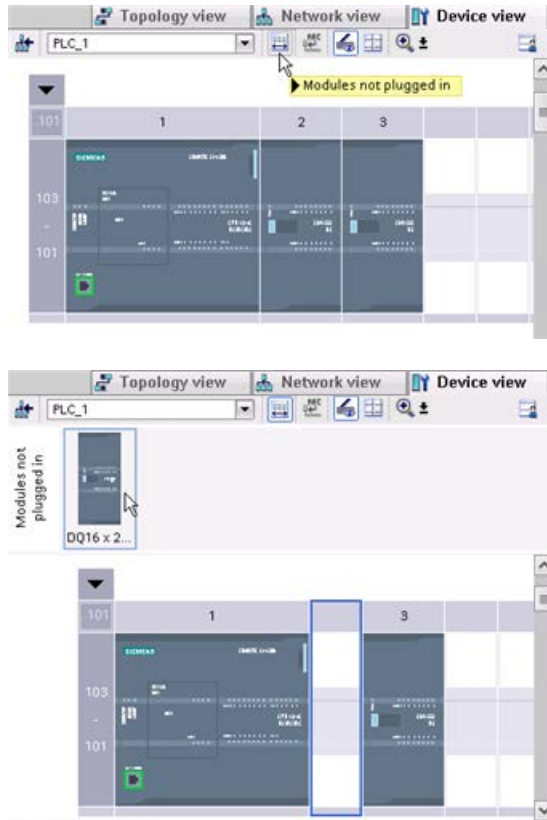 Topology view Network view Device view
PLC_1
Modules not plugged in
.101 1 2 3
SIEMENS
103
-
101
Topology view Network view Device view
PLC_1
Modules not
plugged in
DQ16 x 2...
.101 1 3
SIEMENS
103
-
101